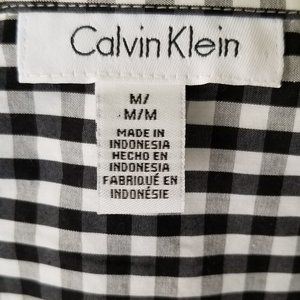 Calvin Klein
M/
M/M
MADE IN
INDONESIA
HECHO EN
INDONESIA
FABRIQUÉ EN
INDONÉSIE